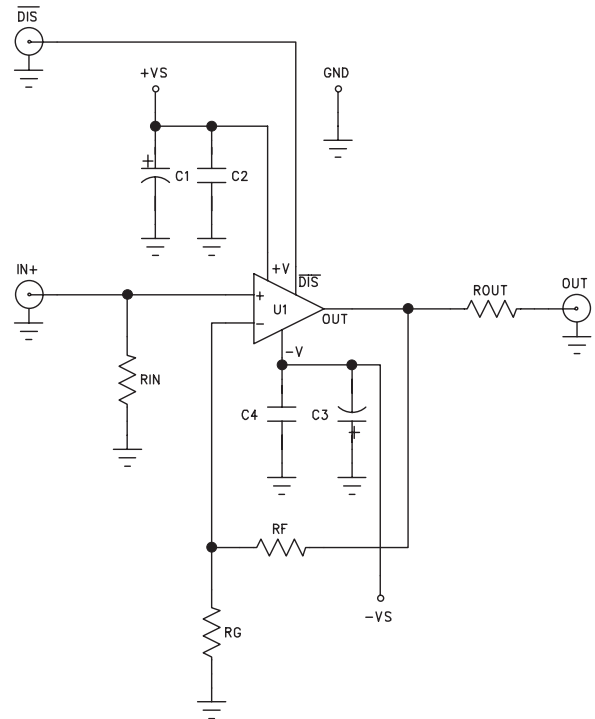 DIS
+VS
GND
+
C1
C2
IN+
+V
DIS
+
U1
−
OUT
ROUT
OUT
−V
RIN
C4
C3
+
RF
−VS
RG